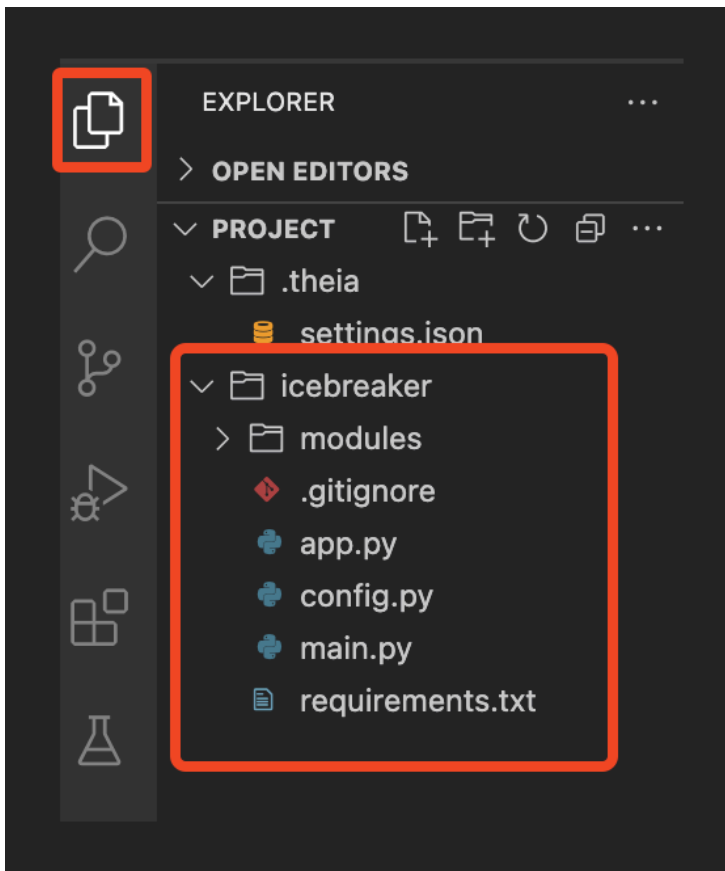 EXPLORER
OPEN EDITORS
PROJECT
.theia
settings.json
icebreaker
modules
.gitignore
app.py
config.py
main.py
requirements.txt